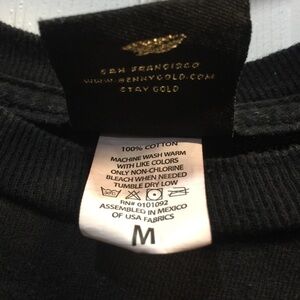 SAN FRANCISCO
WWW.BENNYGOLD.COM
STAY GOLD
100% COTTON
MACHINE WASH WARM
WITH LIKE COLORS
ONLY NON-CHLORINE
BLEACH WHEN NEEDED
TUMBLE DRY LOW
RN# 0101092
ASSEMBLED IN MEXICO
OF USA FABRICS
M